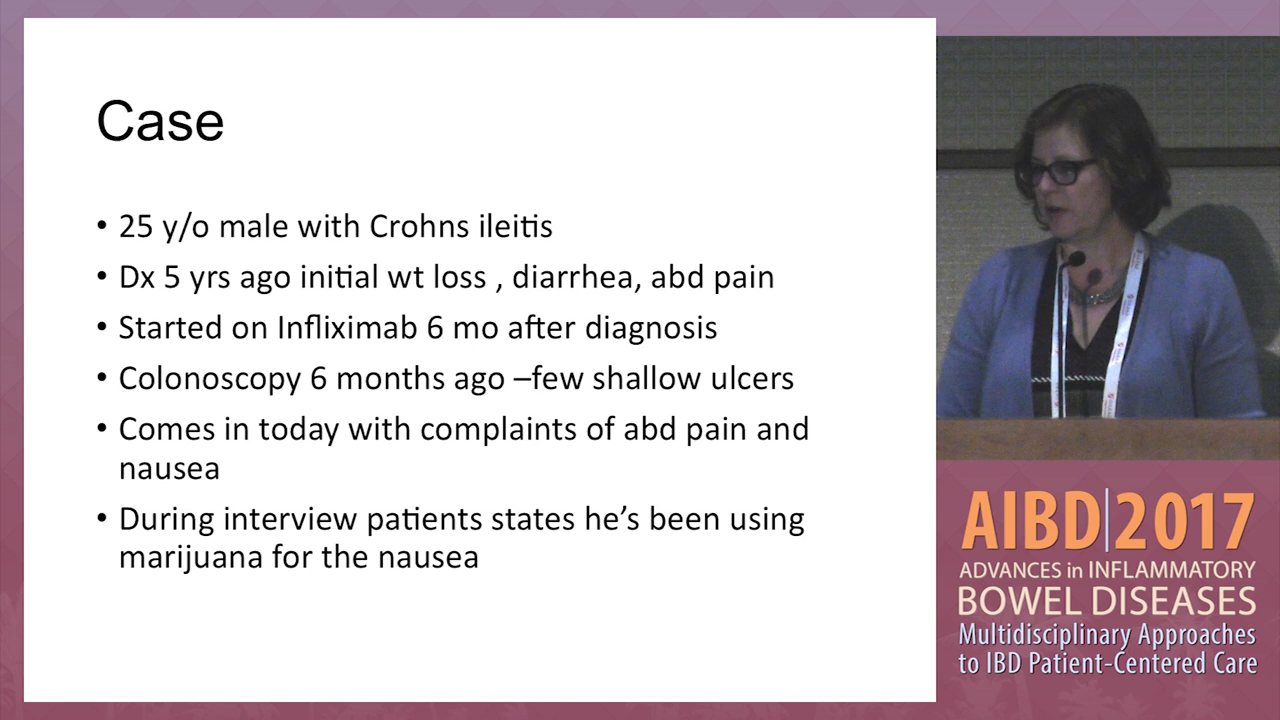 Case
• 25 y/o male with Crohns ileitis
• Dx 5 yrs ago initial wt loss , diarrhea, abd pain
• Started on Infliximab 6 mo after diagnosis
• Colonoscopy 6 months ago –few shallow ulcers
• Comes in today with complaints of abd pain and
nausea
• During interview patients states he’s been using
marijuana for the nausea
AIBD|2017
ADVANCES in INFLAMMATORY
BOWEL DISEASES
Multidisciplinary Approaches
to IBD Patient-Centered Care